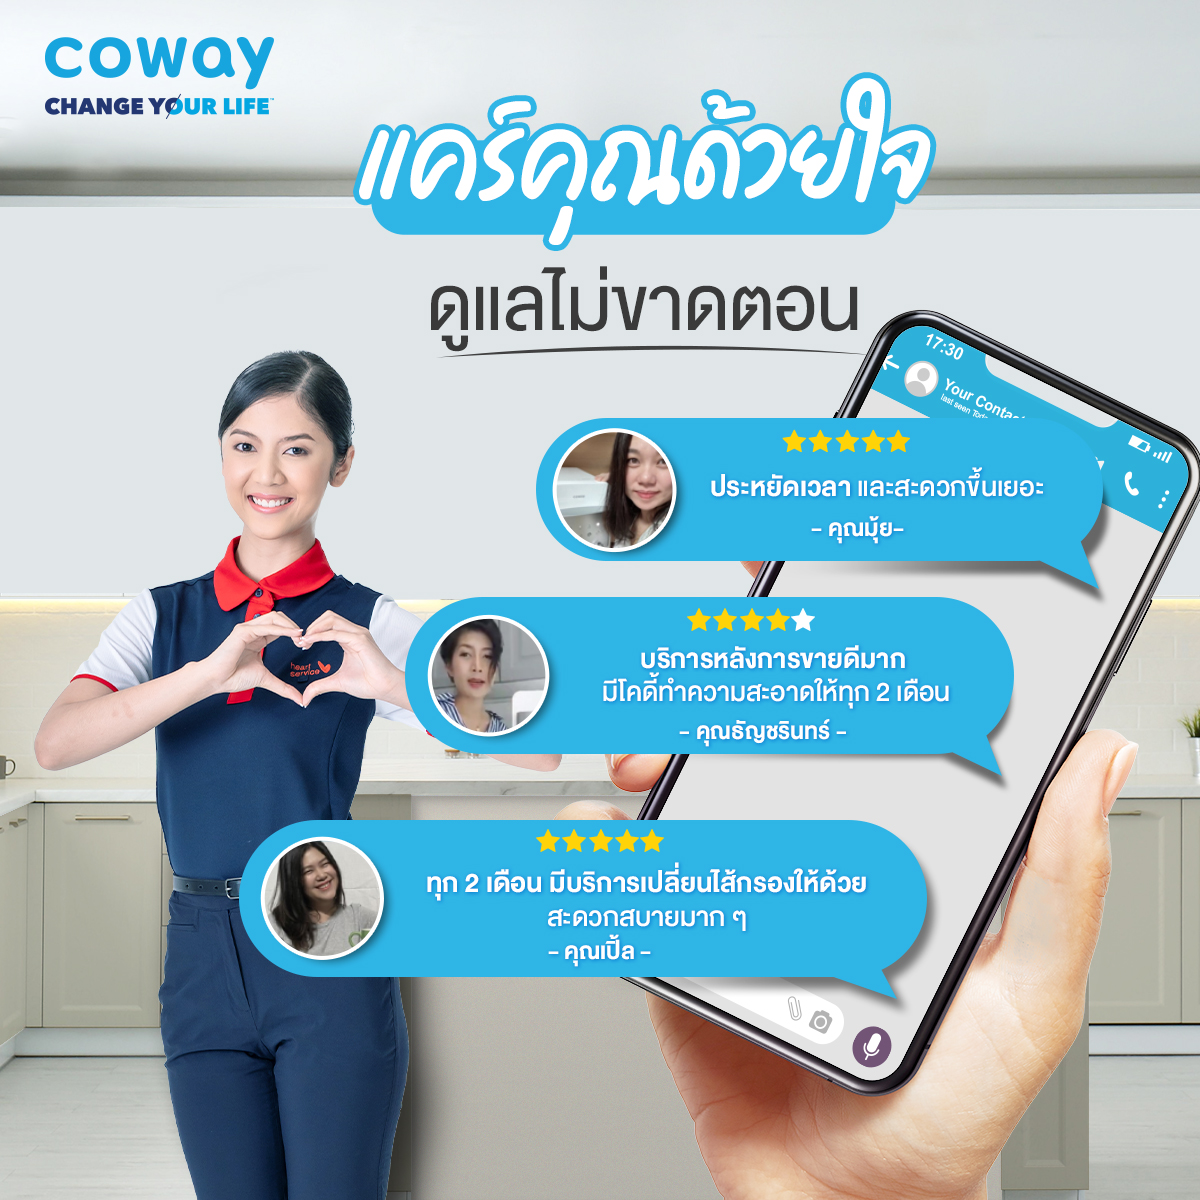 coway
CHANGE YOUR LIFE™
แคร์คุณด้วยใจ
ดูแลไม่ขาดตอน
17:30
Your Contac
last seen Toda
ประหยัดเวลา และสะดวกขึ้นเยอะ
- คุณมุ้ย-
heart
service
บริการหลังการขายดีมาก
มีโคดี้ทำความสะอาดให้ทุก 2 เดือน
- คุณธัญชรินทร์ -
ทุก 2 เดือน มีบริการเปลี่ยนไส้กรองให้ด้วย
สะดวกสบายมาก ๆ
- คุณเปิ้ล -